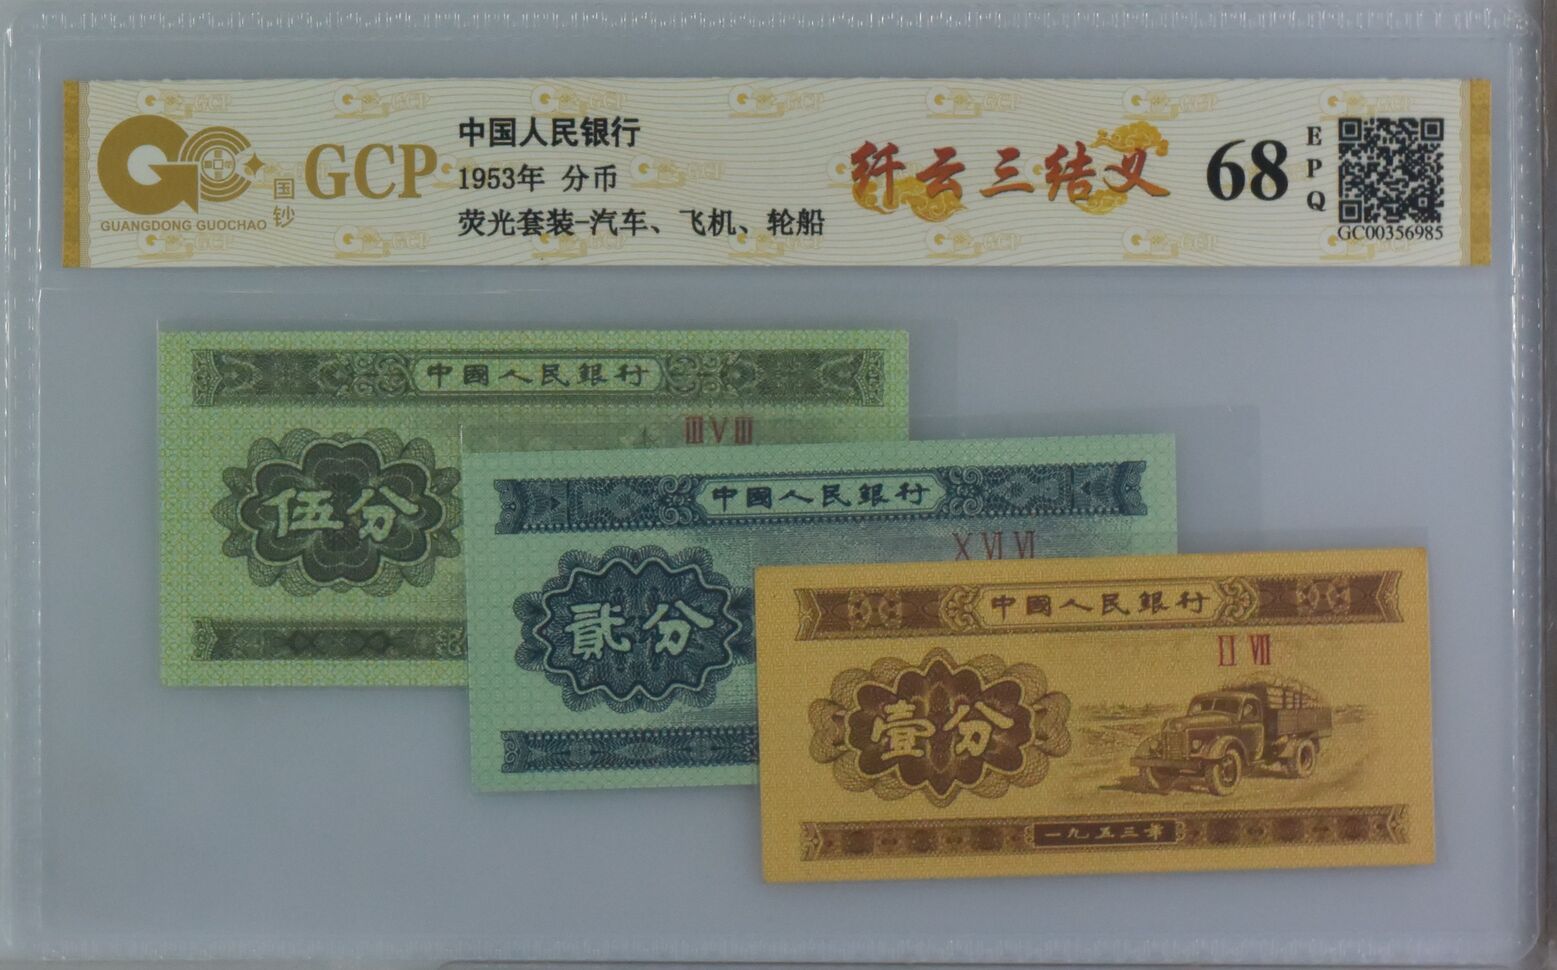 GCP
国钞
GUANGDONG GUOCHAO
中国人民银行
1953年 分币
荧光套装-汽车、飞机、轮船
纤云三结义
68
EPQ
GC00356985
中國人民銀行
ⅢⅤⅢ
伍分
中國人民銀行
ⅩⅥⅥ
貳分
中國人民銀行
ⅡⅦ
壹分
一九五三年